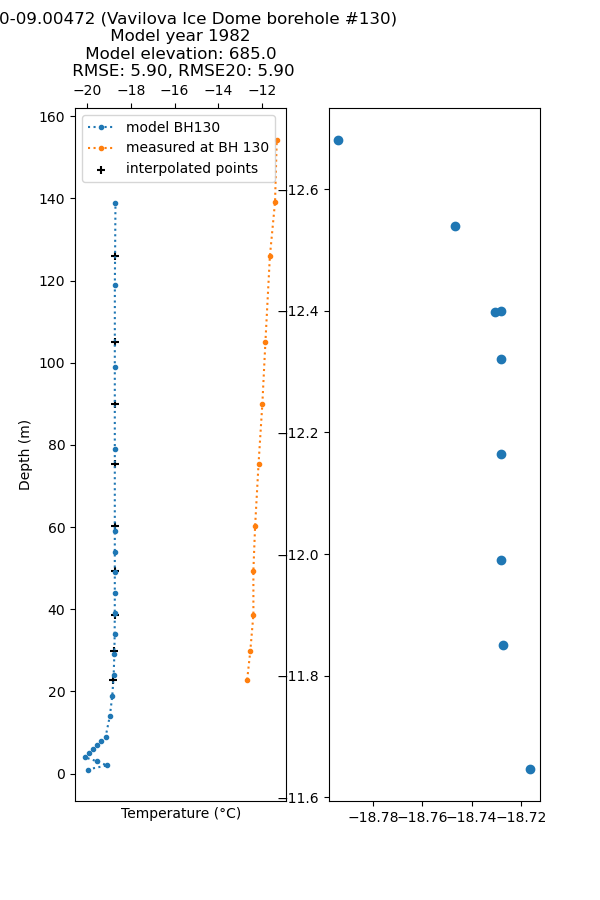 0-09.00472 (Vavilova Ice Dome borehole #130)
Model year 1982
Model elevation: 685.0
RMSE: 5.90, RMSE20: 5.90
−20 −18 −16 −14 −12
model BH130
measured at BH 130
interpolated points
160
140
120
100
80
60
40
20
0
Depth (m)
Temperature (°C)
−12.6
−12.4
−12.2
−12.0
−11.8
−11.6
−18.78 −18.76 −18.74 −18.72